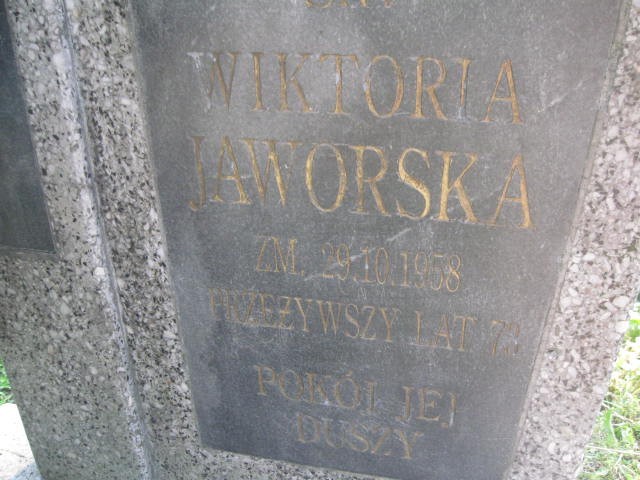 WIKTORIA
JAWORSKA
ZM. 29.10.1958
PRZEŻYWSZY LAT
POKÓJ JEJ
DUSZY